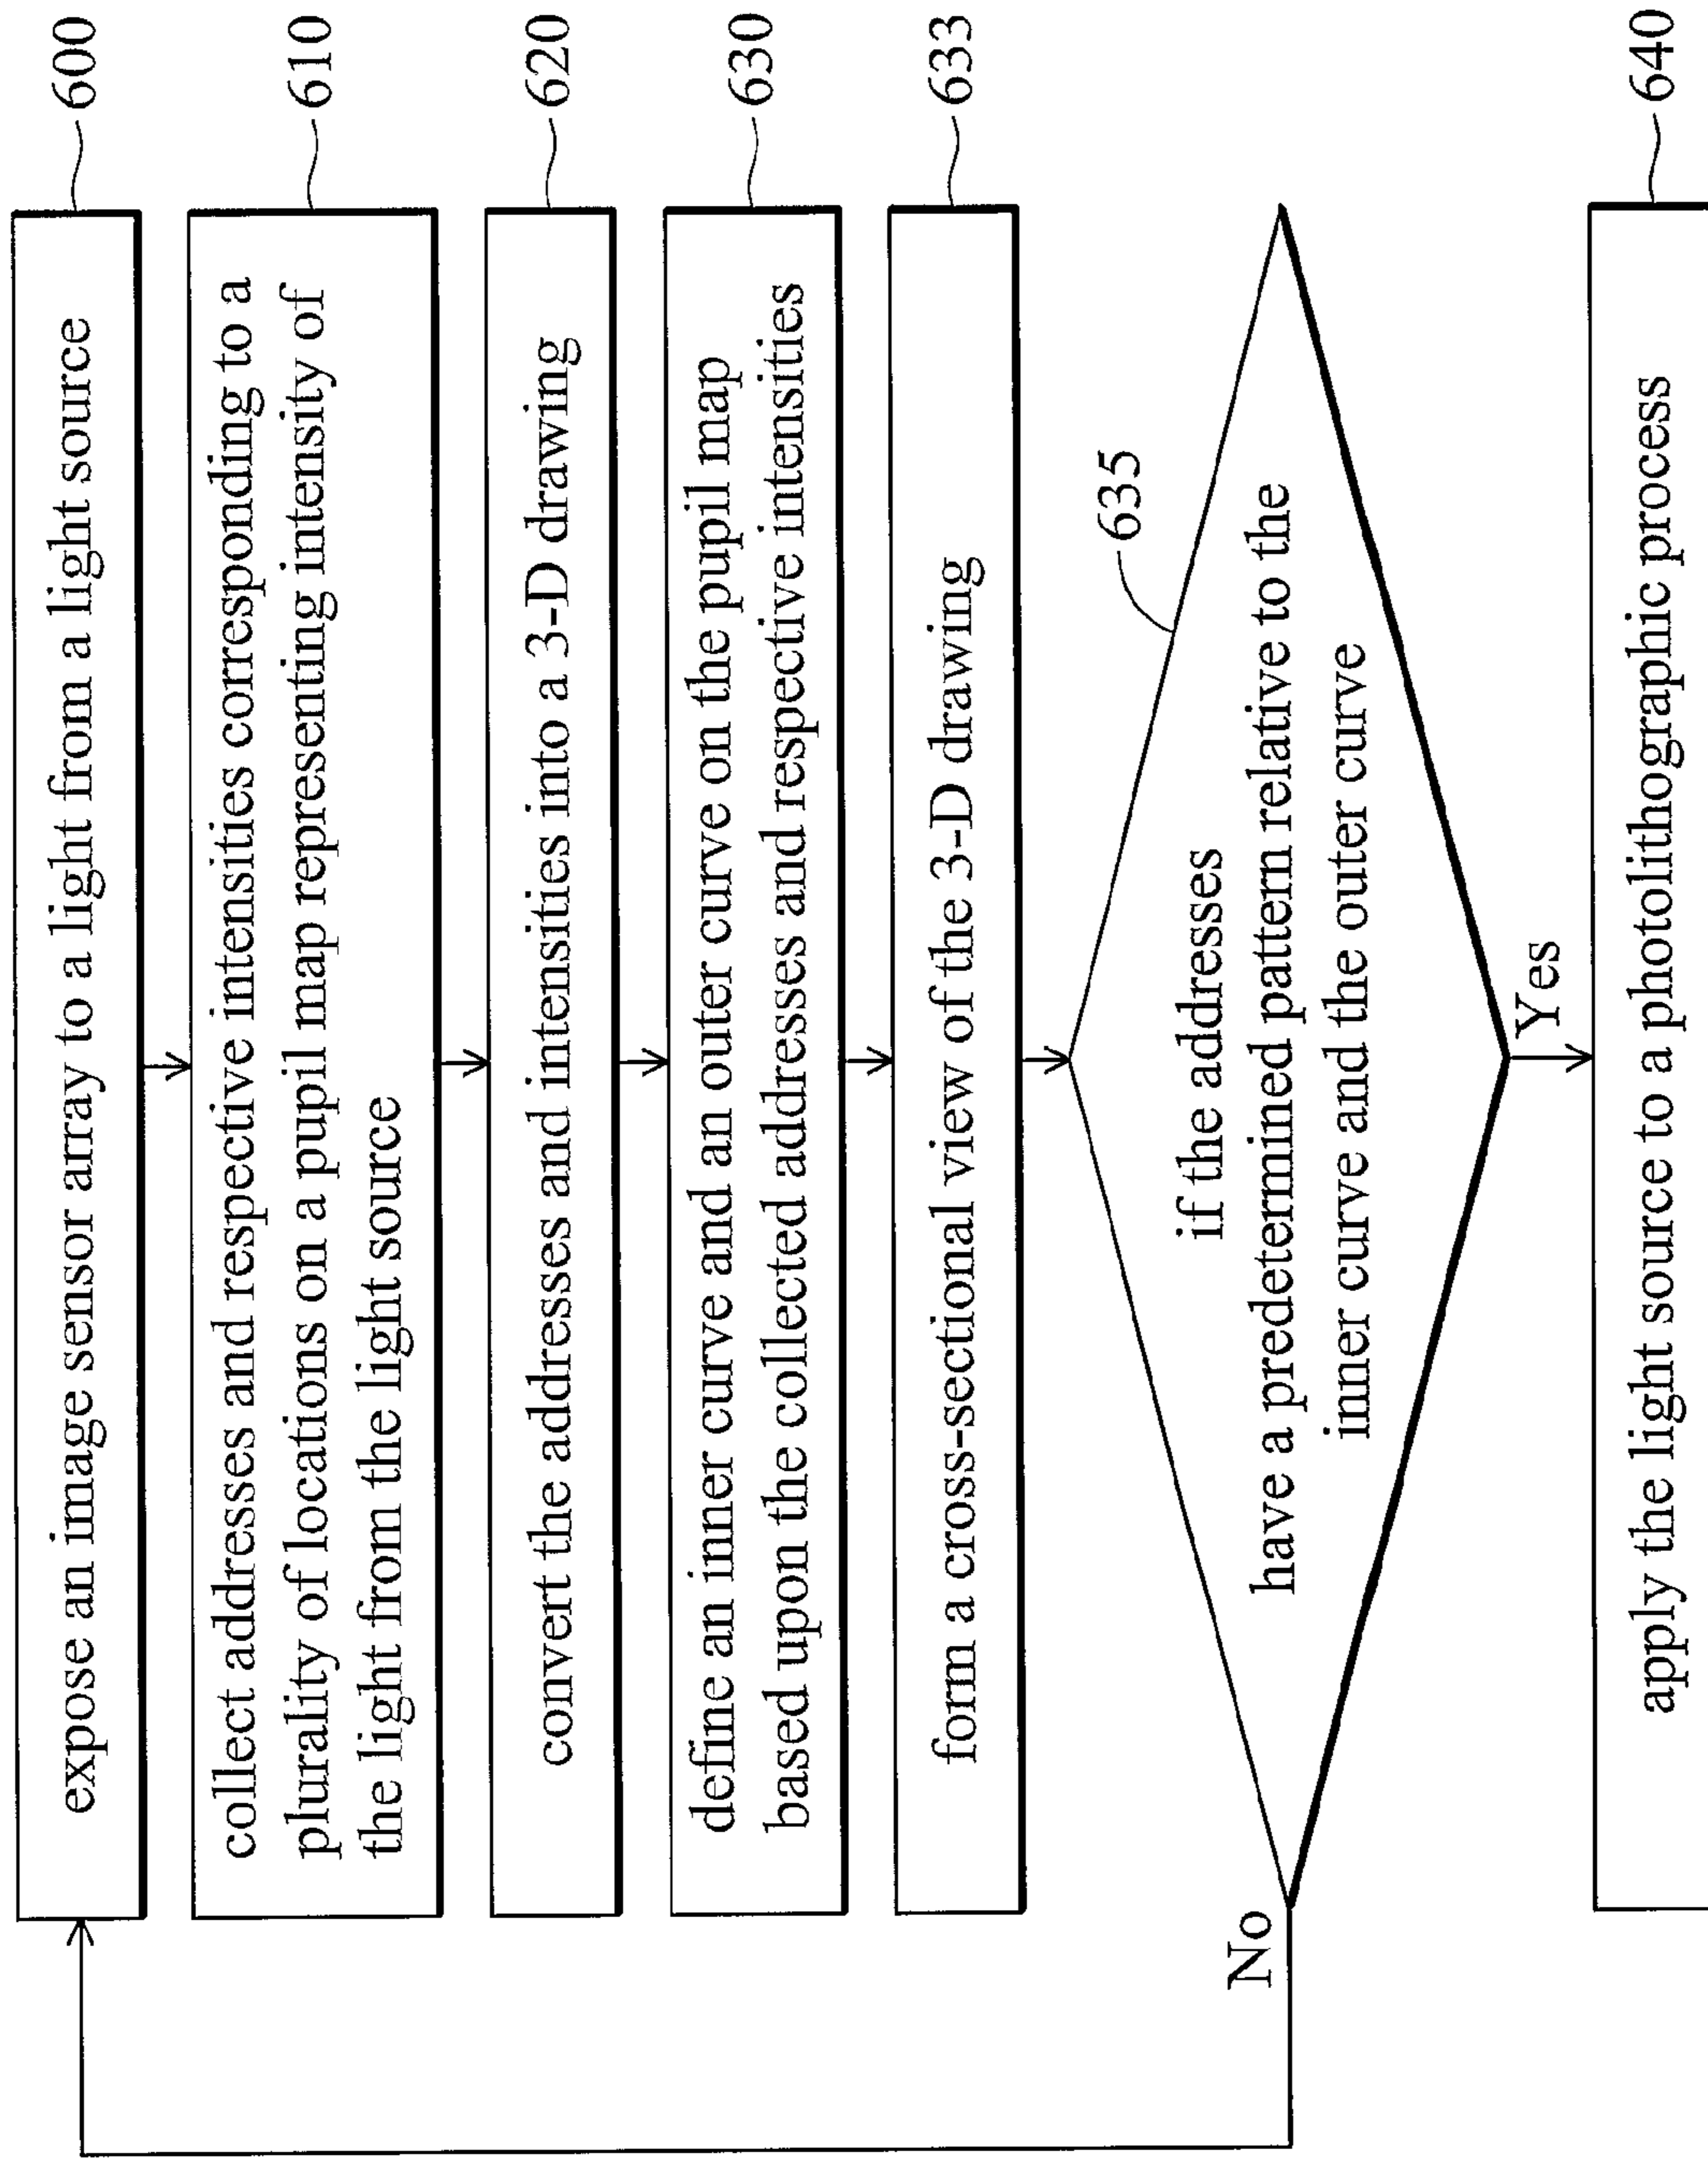 expose an image sensor array to a light from a light source
600
collect addresses and respective intensities corresponding to a
plurality of locations on a pupil map representing intensity of
the light from the light source
610
convert the addresses and intensities into a 3-D drawing
620
define an inner curve and an outer curve on the pupil map
based upon the collected addresses and respective intensities
630
form a cross-sectional view of the 3-D drawing
633
635
if the addresses
have a predetermined pattern relative to the
inner curve and the outer curve
No
Yes
apply the light source to a photolithographic process
640